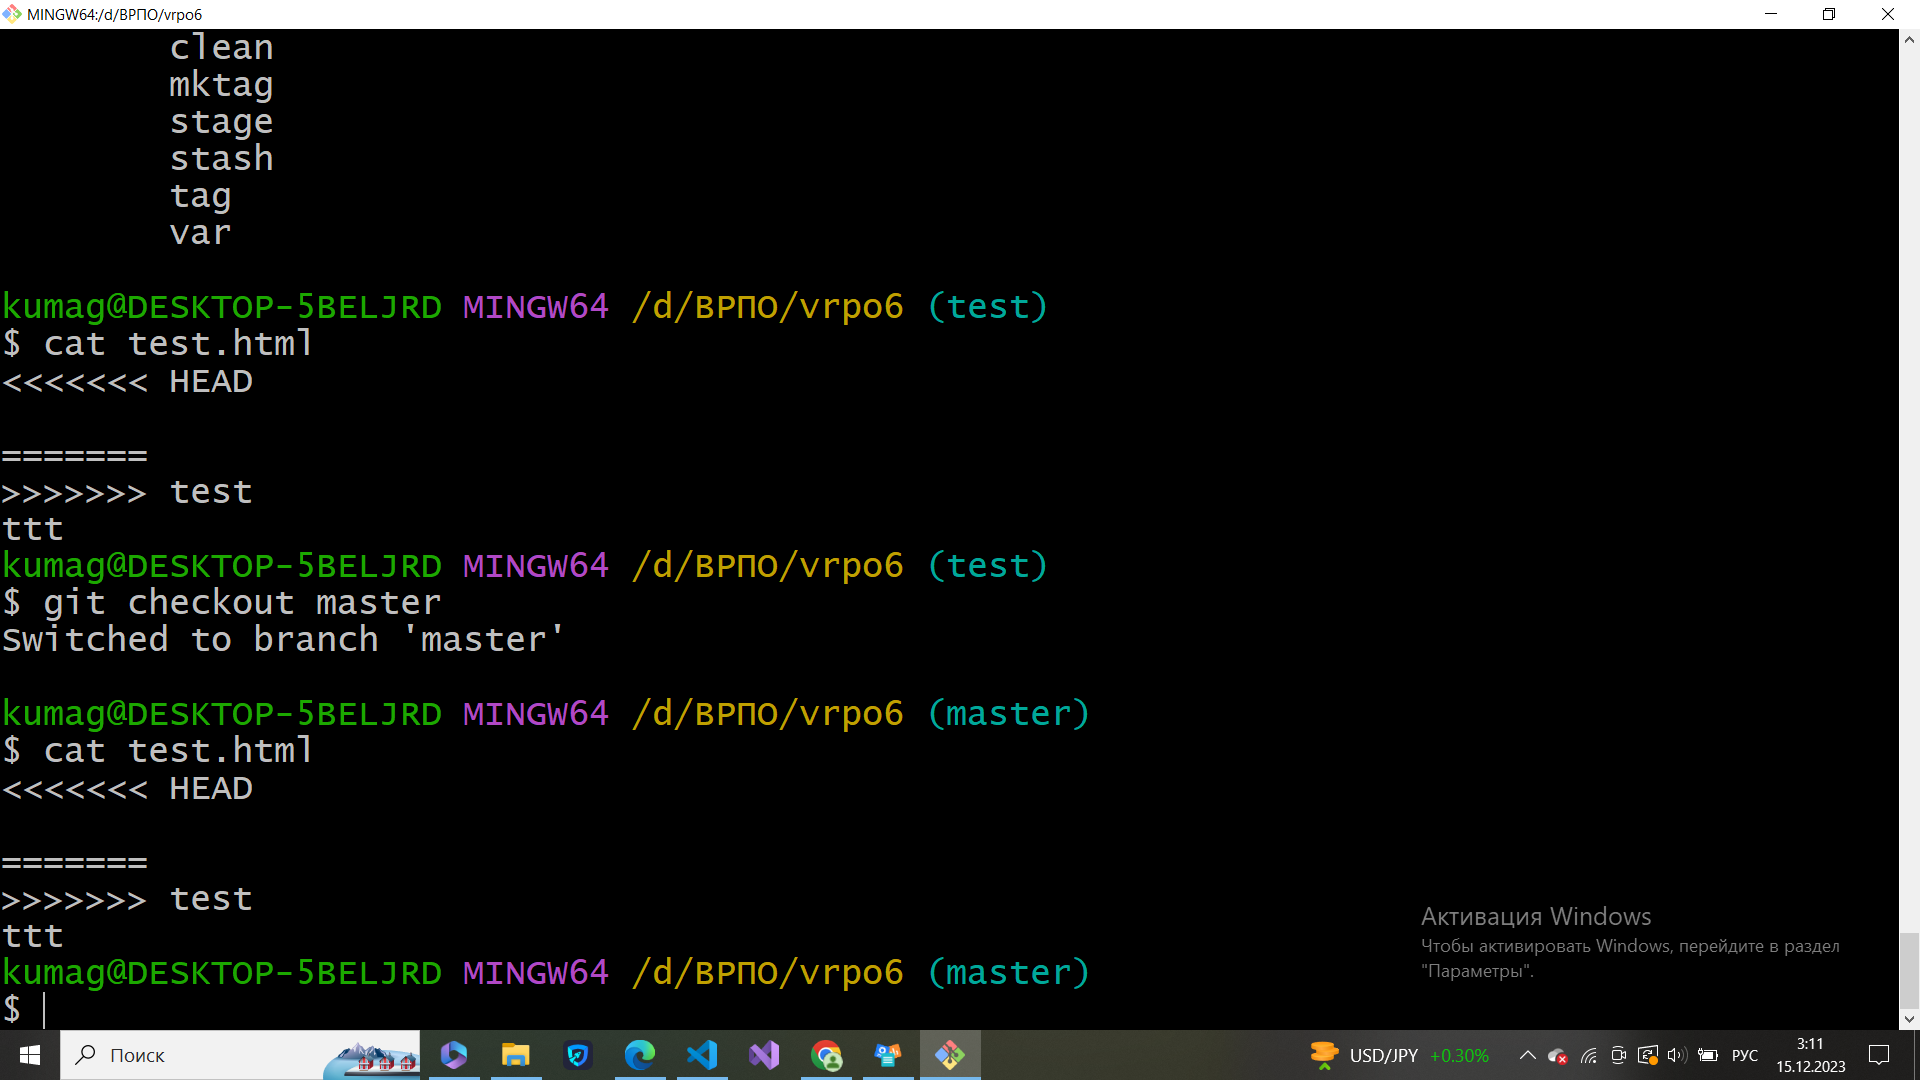 MINGW64:/d/ВРПО/vrpo6
clean
mktag
stage
stash
tag
var
kumag@DESKTOP-5BELJRD MINGW64 /d/ВРПО/vrpo6 (test)
$ cat test.html
<<<<<<< HEAD
=======
>>>>>>> test
ttt
kumag@DESKTOP-5BELJRD MINGW64 /d/ВРПО/vrpo6 (test)
$ git checkout master
Switched to branch 'master'
kumag@DESKTOP-5BELJRD MINGW64 /d/ВРПО/vrpo6 (master)
$ cat test.html
<<<<<<< HEAD
=======
>>>>>>> test
ttt
kumag@DESKTOP-5BELJRD MINGW64 /d/ВРПО/vrpo6 (master)
$
Активация Windows
Чтобы активировать Windows, перейдите в раздел
"Параметры".
Поиск
USD/JPY +0.30%
РУС
3:11
15.12.2023